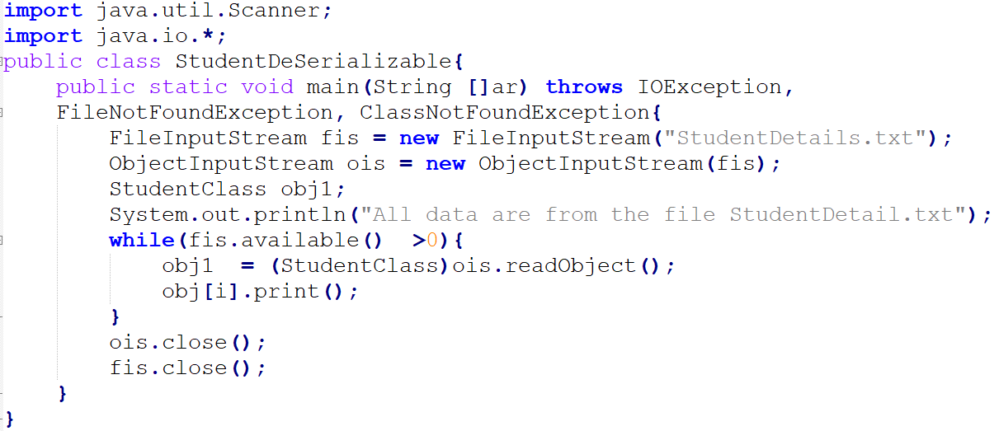 import java.util.Scanner;
import java.io.*;
public class StudentDeSerializable{
    public static void main(String []ar) throws IOException,
    FileNotFoundException, ClassNotFoundException{
        FileInputStream fis = new FileInputStream("StudentDetails.txt");
        ObjectInputStream ois = new ObjectInputStream(fis);
        StudentClass obj1;
        System.out.println("All data are from the file StudentDetail.txt");
        while(fis.available()  >0){
            obj1  = (StudentClass)ois.readObject();
            obj[i].print();
        }
        ois.close();
        fis.close();
    }
}